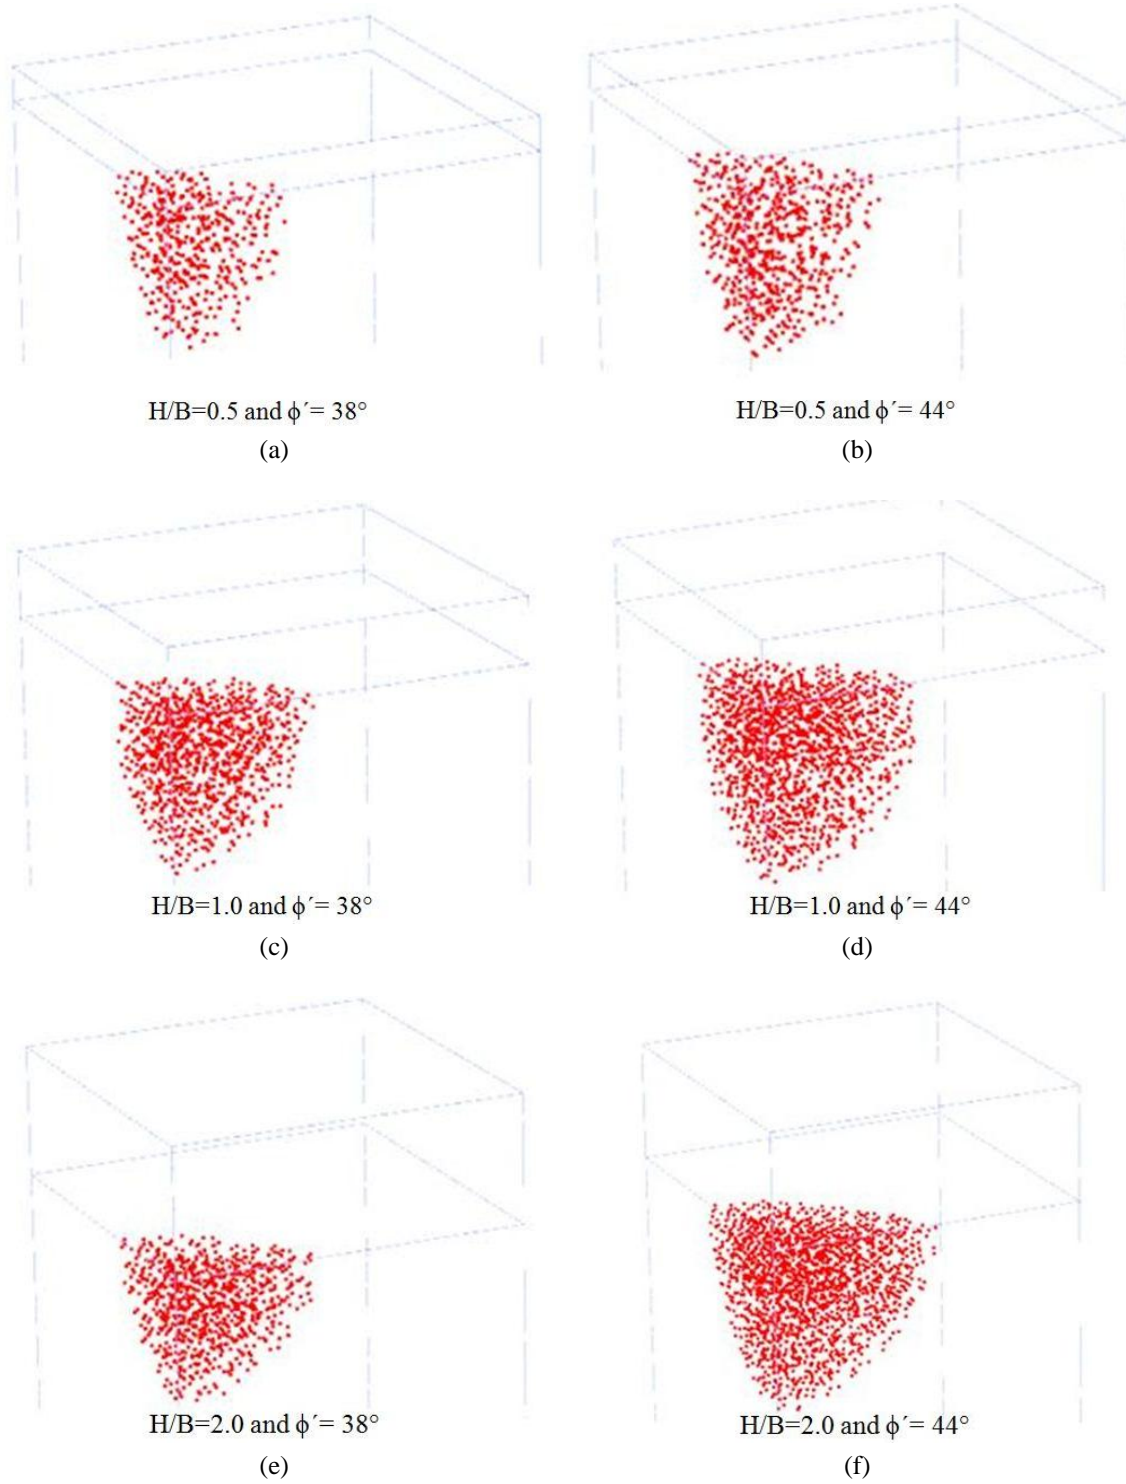 H/B=0.5 and ϕ´= 38°
H/B=0.5 and ϕ´= 44°
(a)
(b)
H/B=1.0 and ϕ´= 38°
H/B=1.0 and ϕ´= 44°
(c)
(d)
H/B=2.0 and ϕ´= 38°
H/B=2.0 and ϕ´= 44°
(e)
(f)